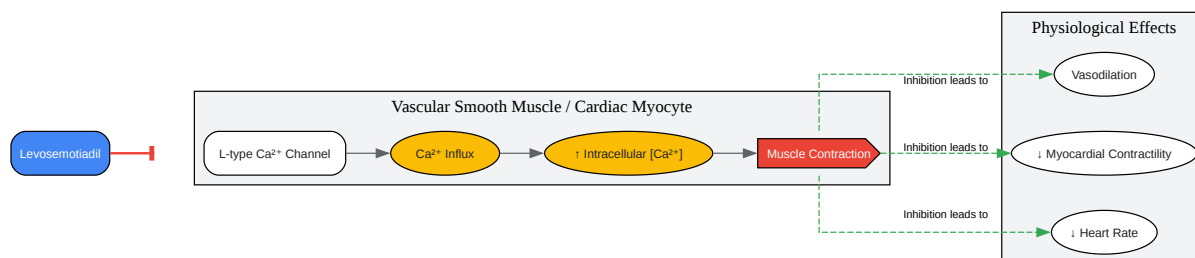 Physiological Effects
Vasodilation
Inhibition leads to
Vascular Smooth Muscle / Cardiac Myocyte
Levosemotiadil
L-type Ca²⁺ Channel
Ca²⁺ Influx
↑ Intracellular [Ca²⁺]
Muscle Contraction
Inhibition leads to
↓ Myocardial Contractility
Inhibition leads to
↓ Heart Rate